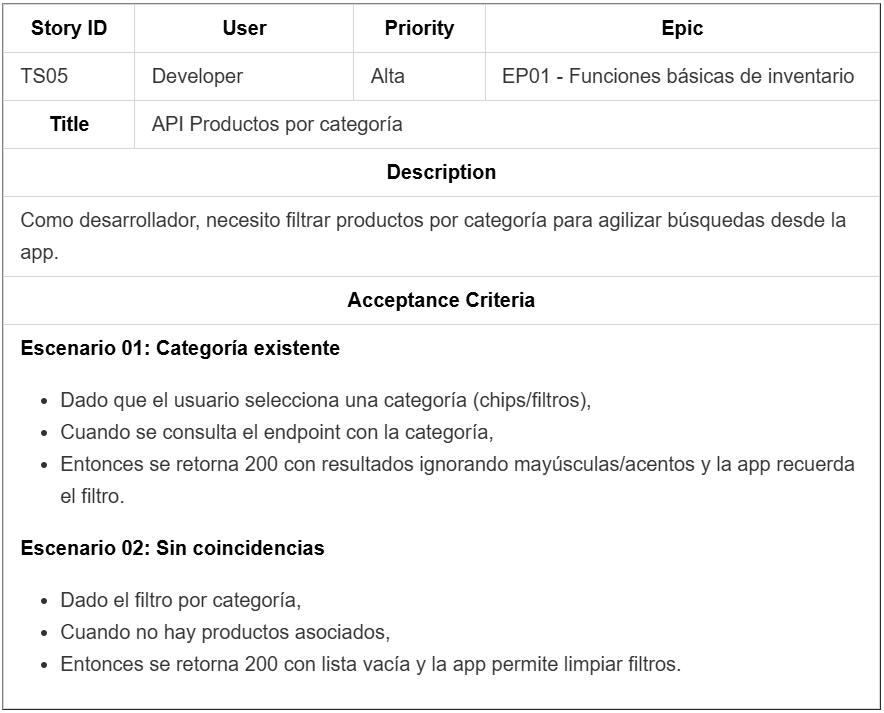 Story ID User Priority Epic
TS05 Developer Alta EP01 - Funciones básicas de inventario
Title API Productos por categoría
Description
Como desarrollador, necesito filtrar productos por categoría para agilizar búsquedas desde la
app.
Acceptance Criteria
Escenario 01: Categoría existente
• Dado que el usuario selecciona una categoría (chips/filtros),
• Cuando se consulta el endpoint con la categoría,
• Entonces se retorna 200 con resultados ignorando mayúsculas/acentos y la app recuerda
el filtro.
Escenario 02: Sin coincidencias
• Dado el filtro por categoría,
• Cuando no hay productos asociados,
• Entonces se retorna 200 con lista vacía y la app permite limpiar filtros.